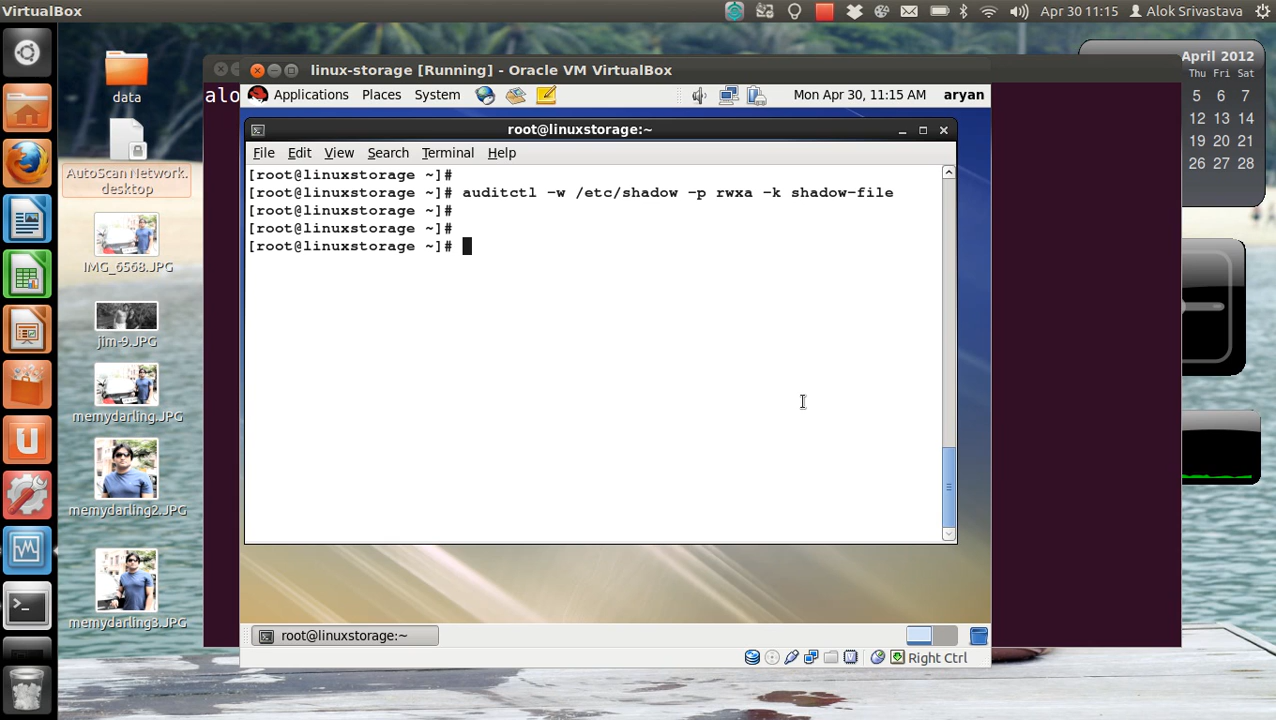 VirtualBox
Apr 30 11:15
Alok Srivastava
data
AutoScan Network.
desktop
IMG_6568.JPG
jim-9.JPG
memydarling.JPG
memydarling2.JPG
memydarling3.JPG
alo
linux-storage [Running] - Oracle VM VirtualBox
Applications Places System
Mon Apr 30, 11:15 AM aryan
root@linuxstorage:~
File Edit View Search Terminal Help
[root@linuxstorage ~]#
[root@linuxstorage ~]# auditctl -w /etc/shadow -p rwxa -k shadow-file
[root@linuxstorage ~]#
[root@linuxstorage ~]#
[root@linuxstorage ~]#
root@linuxstorage:~
Right Ctrl
April 2012
Thu Fri Sat
5 6 7
12 13 14
19 20 21
26 27 28